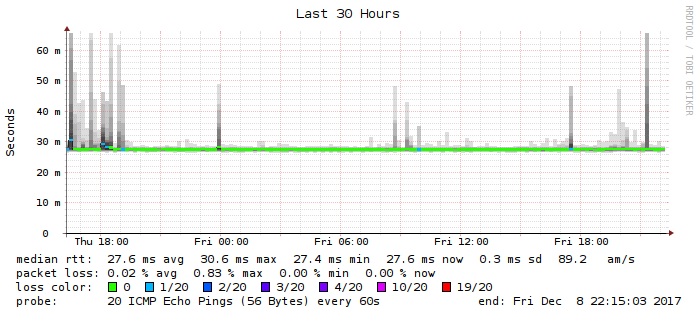 Last 30 Hours
RRDTOOL / TOBI OETIKER
Seconds
60 m
50 m
40 m
30 m
20 m
10 m
0
Thu 18:00 Fri 00:00 Fri 06:00 Fri 12:00 Fri 18:00
median rtt: 27.6 ms avg 30.6 ms max 27.4 ms min 27.6 ms now 0.3 ms sd 89.2 am/s
packet loss: 0.02 % avg 0.83 % max 0.00 % min 0.00 % now
loss color: 0 1/20 2/20 3/20 4/20 10/20 19/20
probe: 20 ICMP Echo Pings (56 Bytes) every 60s end: Fri Dec 8 22:15:03 2017